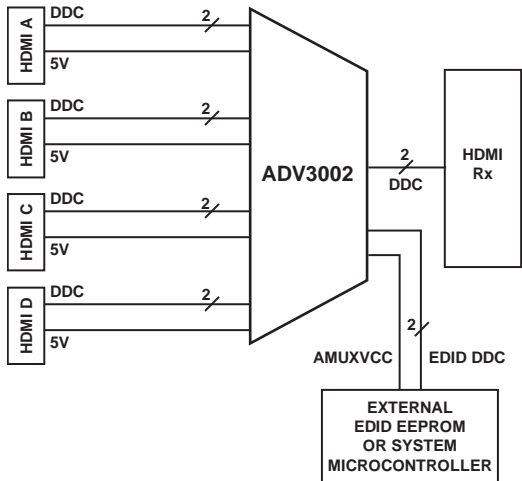 HDMI A
DDC
2
5V
HDMI B
DDC
2
5V
HDMI C
DDC
2
5V
HDMI D
DDC
2
5V
ADV3002
2
DDC
HDMI
Rx
2
AMUXVCC
EDID DDC
EXTERNAL
EDID EEPROM
OR SYSTEM
MICROCONTROLLER